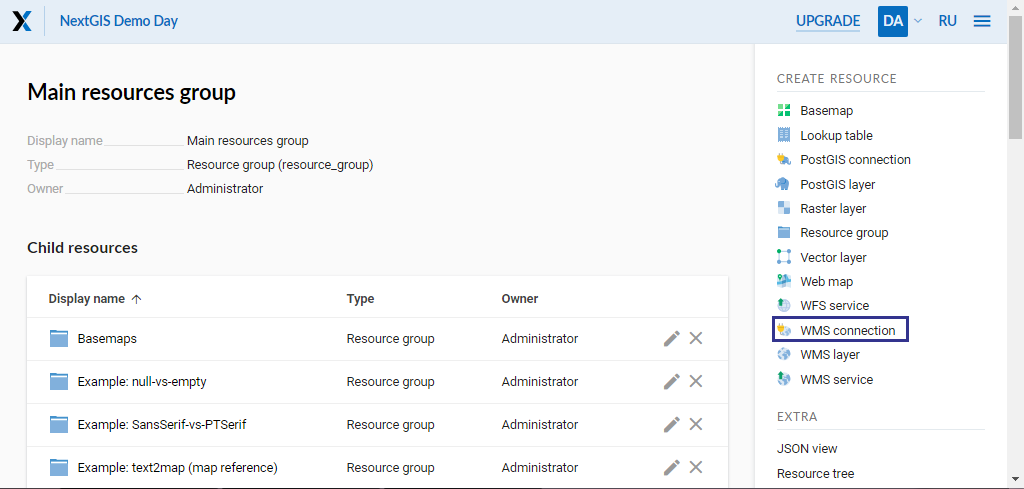 NextGIS Demo Day
UPGRADE DA RU
Main resources group
Display name Main resources group
Type Resource group (resource_group)
Owner Administrator
Child resources
Display name Type Owner
Basemaps Resource group Administrator
Example: null-vs-empty Resource group Administrator
Example: SansSerif-vs-PTSerif Resource group Administrator
Example: text2map (map reference) Resource group Administrator
CREATE RESOURCE
Basemap
Lookup table
PostGIS connection
PostGIS layer
Raster layer
Resource group
Vector layer
Web map
WFS service
WMS connection
WMS layer
WMS service
EXTRA
JSON view
Resource tree